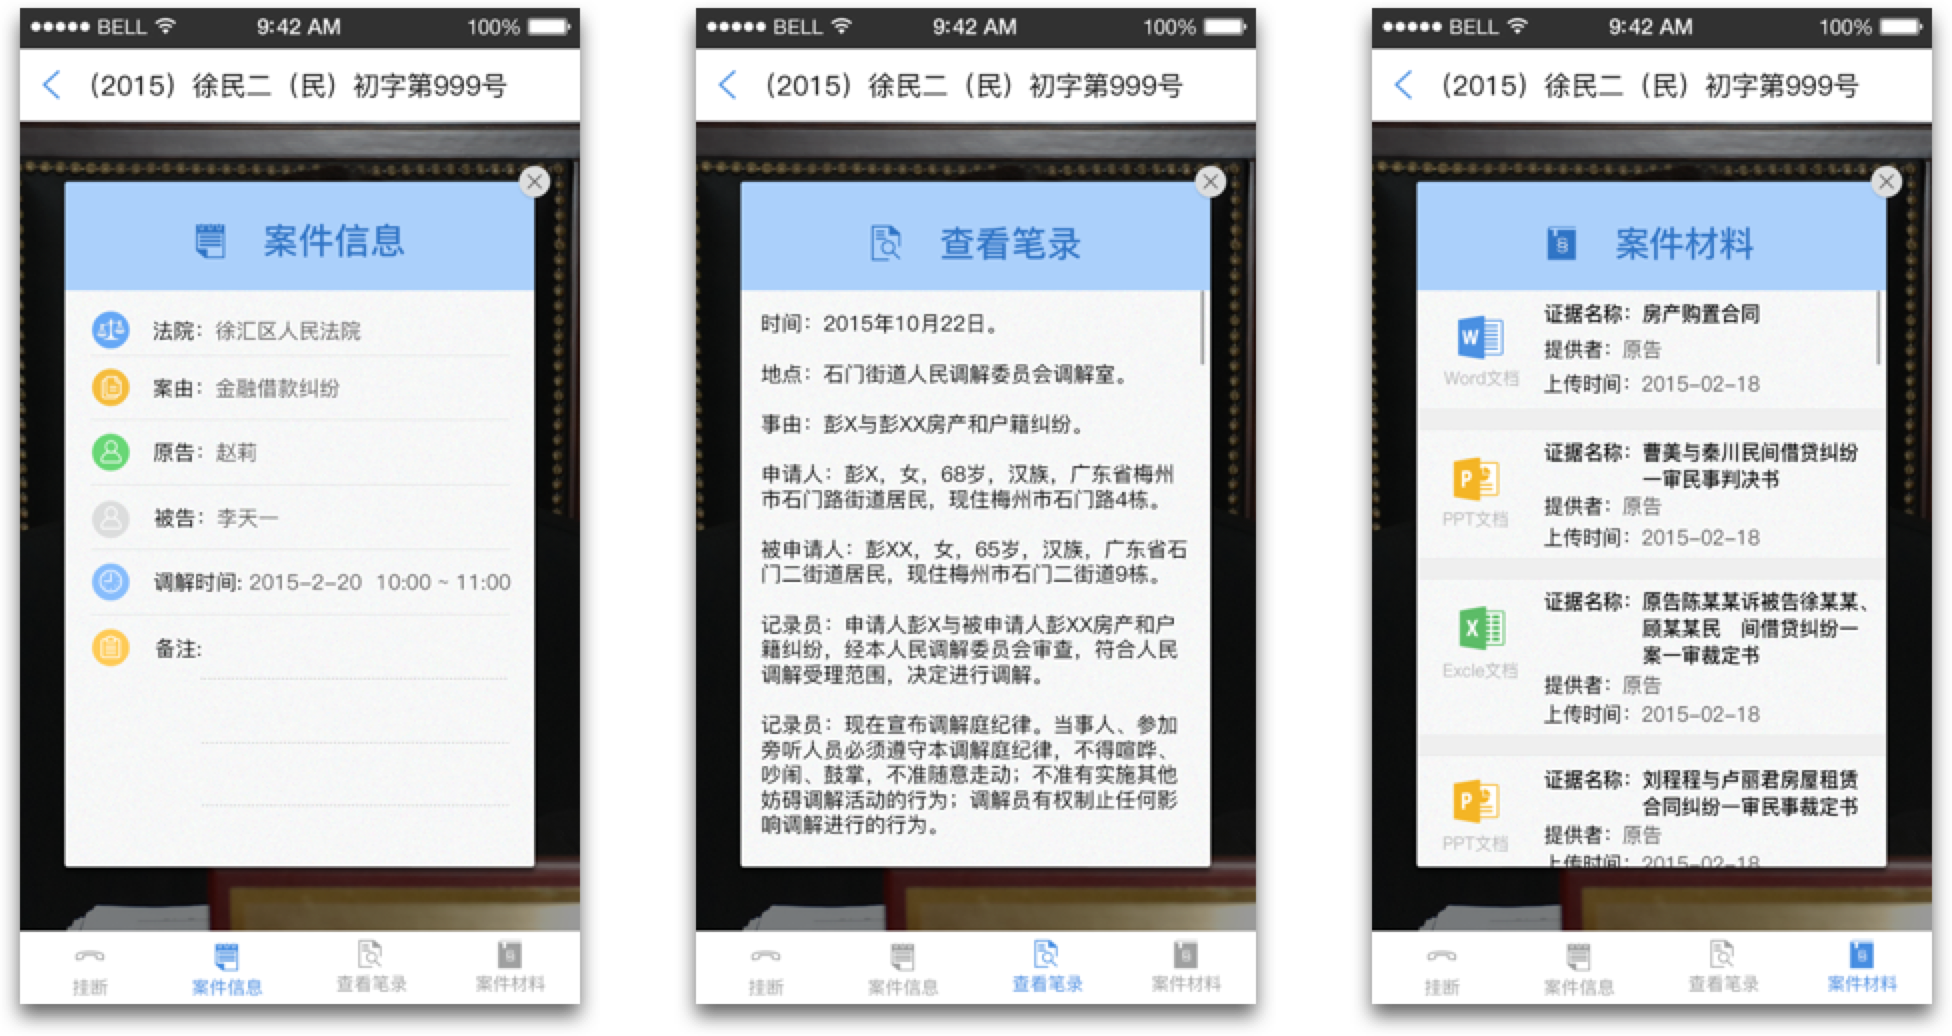 BELL 9:42 AM 100%
（2015）徐民二（民）初字第999号
案件信息
法院：徐汇区人民法院
案由：金融借款纠纷
原告：赵莉
被告：李天一
调解时间: 2015-2-20 10:00 ~ 11:00
备注:
挂断 案件信息 查看笔录 案件材料
BELL 9:42 AM 100%
（2015）徐民二（民）初字第999号
查看笔录
时间：2015年10月22日。
地点：石门街道人民调解委员会调解室。
事由：彭X与彭XX房产和户籍纠纷。
申请人：彭X，女，68岁，汉族，广东省梅州
市石门路街道居民，现住梅州市石门路4栋。
被申请人：彭XX，女，65岁，汉族，广东省石
门二街道居民，现住梅州市石门二街道9栋。
记录员：申请人彭X与被申请人彭XX房产和户
籍纠纷，经本人民调解委员会审查，符合人民
调解受理范围，决定进行调解。
记录员：现在宣布调解庭纪律。当事人、参加
旁听人员必须遵守本调解庭纪律，不得喧哗、
吵闹、鼓掌，不准随意走动；不准有实施其他
妨碍调解活动的行为；调解员有权制止任何影
响调解进行的行为。
挂断 案件信息 查看笔录 案件材料
BELL 9:42 AM 100%
（2015）徐民二（民）初字第999号
案件材料
W
Word文档
证据名称：房产购置合同
提供者：原告
上传时间：2015-02-18
P
PPT文档
证据名称：曹美与秦川民间借贷纠纷
一审民事判决书
提供者：原告
上传时间：2015-02-18
X
Excle文档
证据名称：原告陈某某诉被告徐某某、
顾某某民 间借贷纠纷一
案一审裁定书
提供者：原告
上传时间：2015-02-18
P
PPT文档
证据名称：刘程程与卢丽君房屋租赁
合同纠纷一审民事裁定书
提供者：原告
上传时间：2015-02-18
挂断 案件信息 查看笔录 案件材料